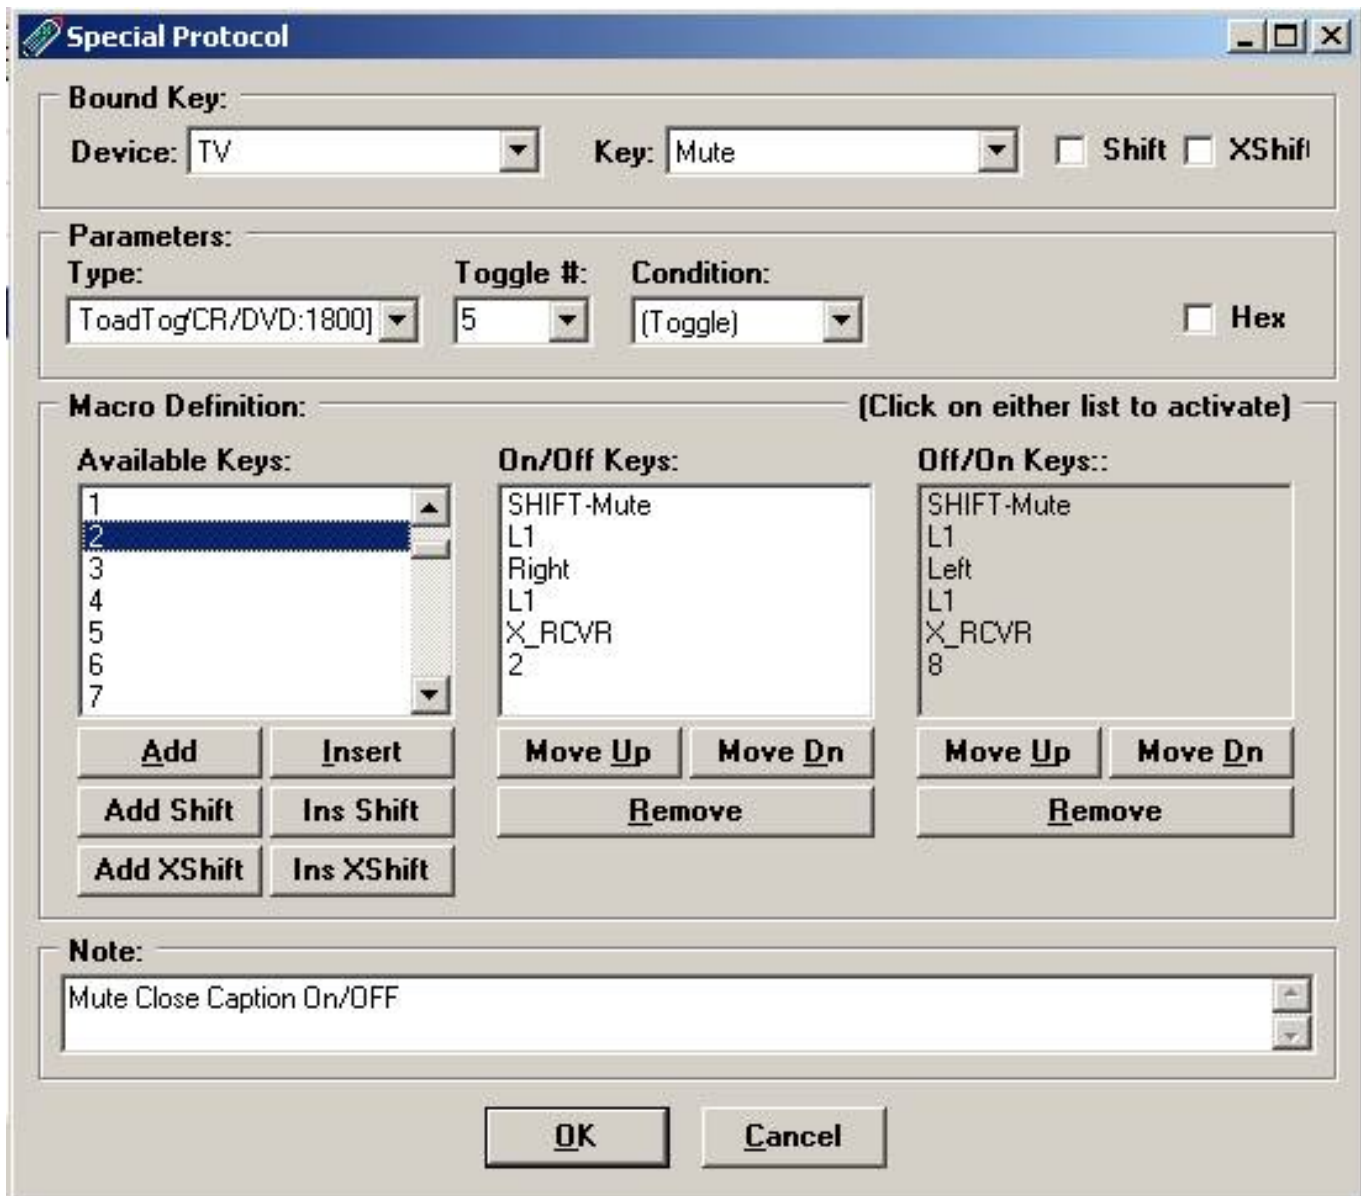 Special Protocol
Bound Key:
Device: TV Key: Mute Shift XShift
Parameters:
Type: Toggle #: Condition:
ToadTog'CR/DVD:1800] 5 (Toggle) Hex
Macro Definition: (Click on either list to activate)
Available Keys: On/Off Keys: Off/On Keys::
1 SHIFT-Mute SHIFT-Mute
2 L1 L1
3 Right Left
4 L1 L1
5 X_RCVR X_RCVR
6 2 8
7
Add Insert Move Up Move Dn Move Up Move Dn
Add Shift Ins Shift Remove Remove
Add XShift Ins XShift
Note:
Mute Close Caption On/OFF
OK Cancel